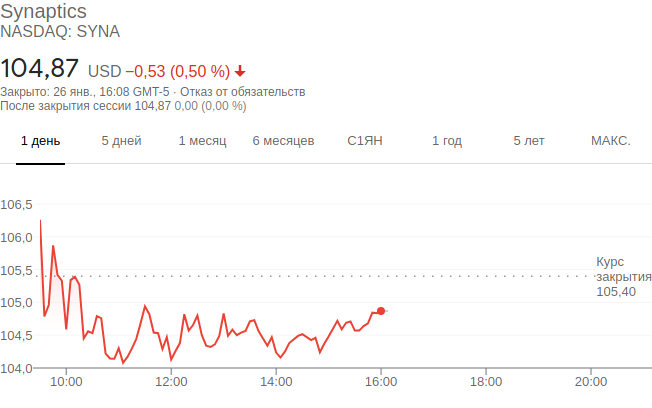 Synaptics
NASDAQ: SYNA
104,87 USD −0,53 (0,50 %)
Закрыто: 26 янв., 16:08 GMT-5 · Отказ от обязательств
После закрытия сессии 104,87 0,00 (0,00 %)
1 день 5 дней 1 месяц 6 месяцев С1ЯН 1 год 5 лет МАКС.
106,5
106,0
Курс
закрытия
105,5
105,40
105,0
104,5
104,0
10:00 12:00 14:00 16:00 18:00 20:00